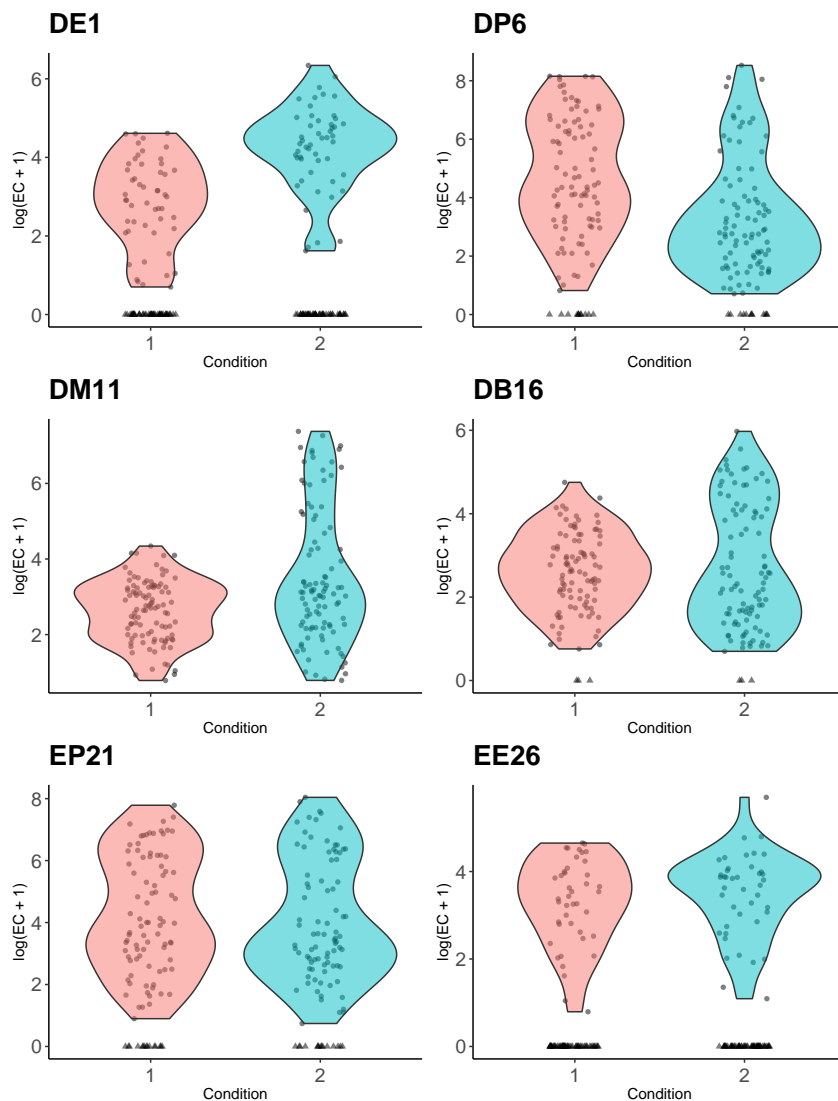 DE1
DP6
log(EC + 1)
6
4
2
0
1
2
Condition
log(EC + 1)
8
6
4
2
0
1
2
Condition
DM11
DB16
log(EC + 1)
6
4
2
1
2
Condition
log(EC + 1)
6
4
2
0
1
2
Condition
EP21
EE26
log(EC + 1)
8
6
4
2
0
1
2
Condition
log(EC + 1)
4
2
0
1
2
Condition